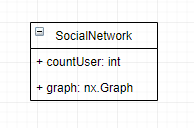 SocialNetwork
+ countUser: int
+ graph: nx.Graph